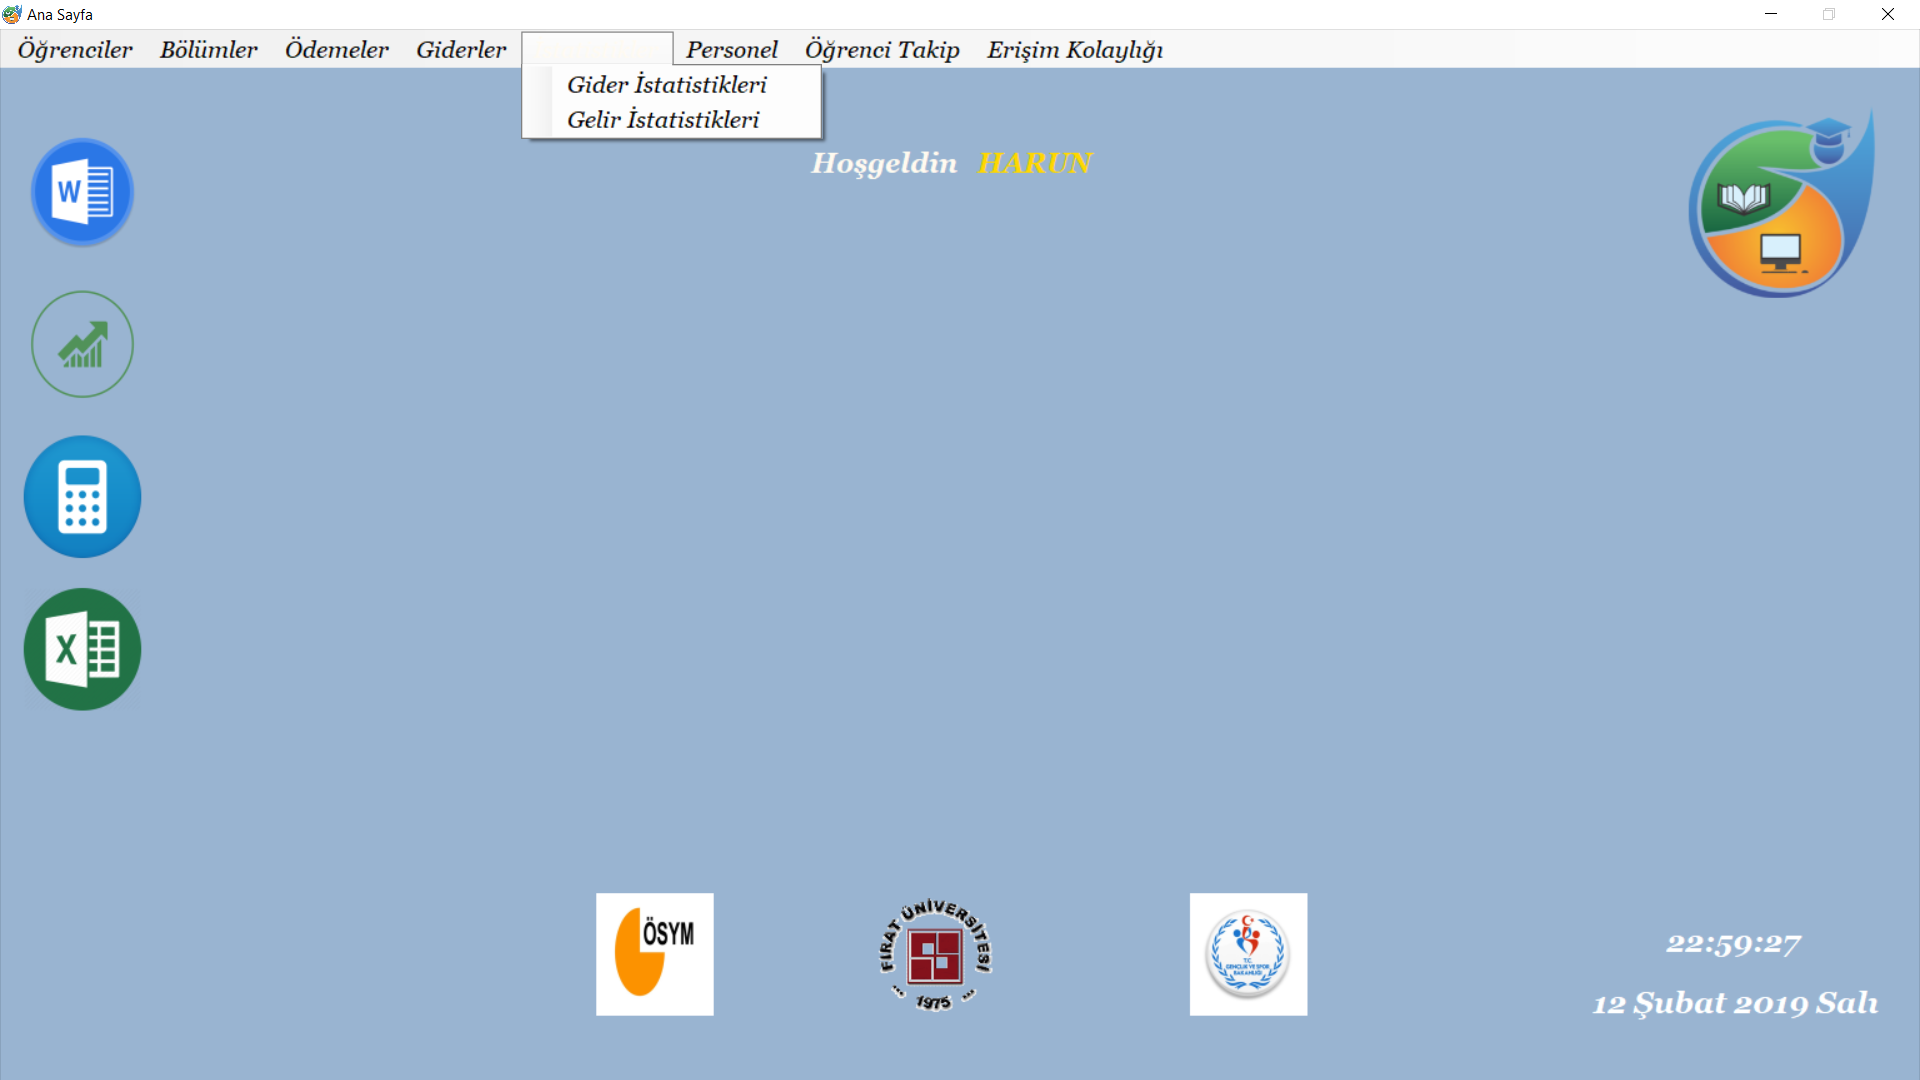 Ana Sayfa
Öğrenciler Bölümler Ödemeler Giderler Personel Öğrenci Takip Erişim Kolaylığı
Gider İstatistikleri
Gelir İstatistikleri
Hoşgeldin HARUN
W
X
ÖSYM
FIRAT ÜNİVERSİTESİ
1975
T.C.
GENÇLİK VE SPOR
BAKANLIĞI
22:59:27
12 Şubat 2019 Salı